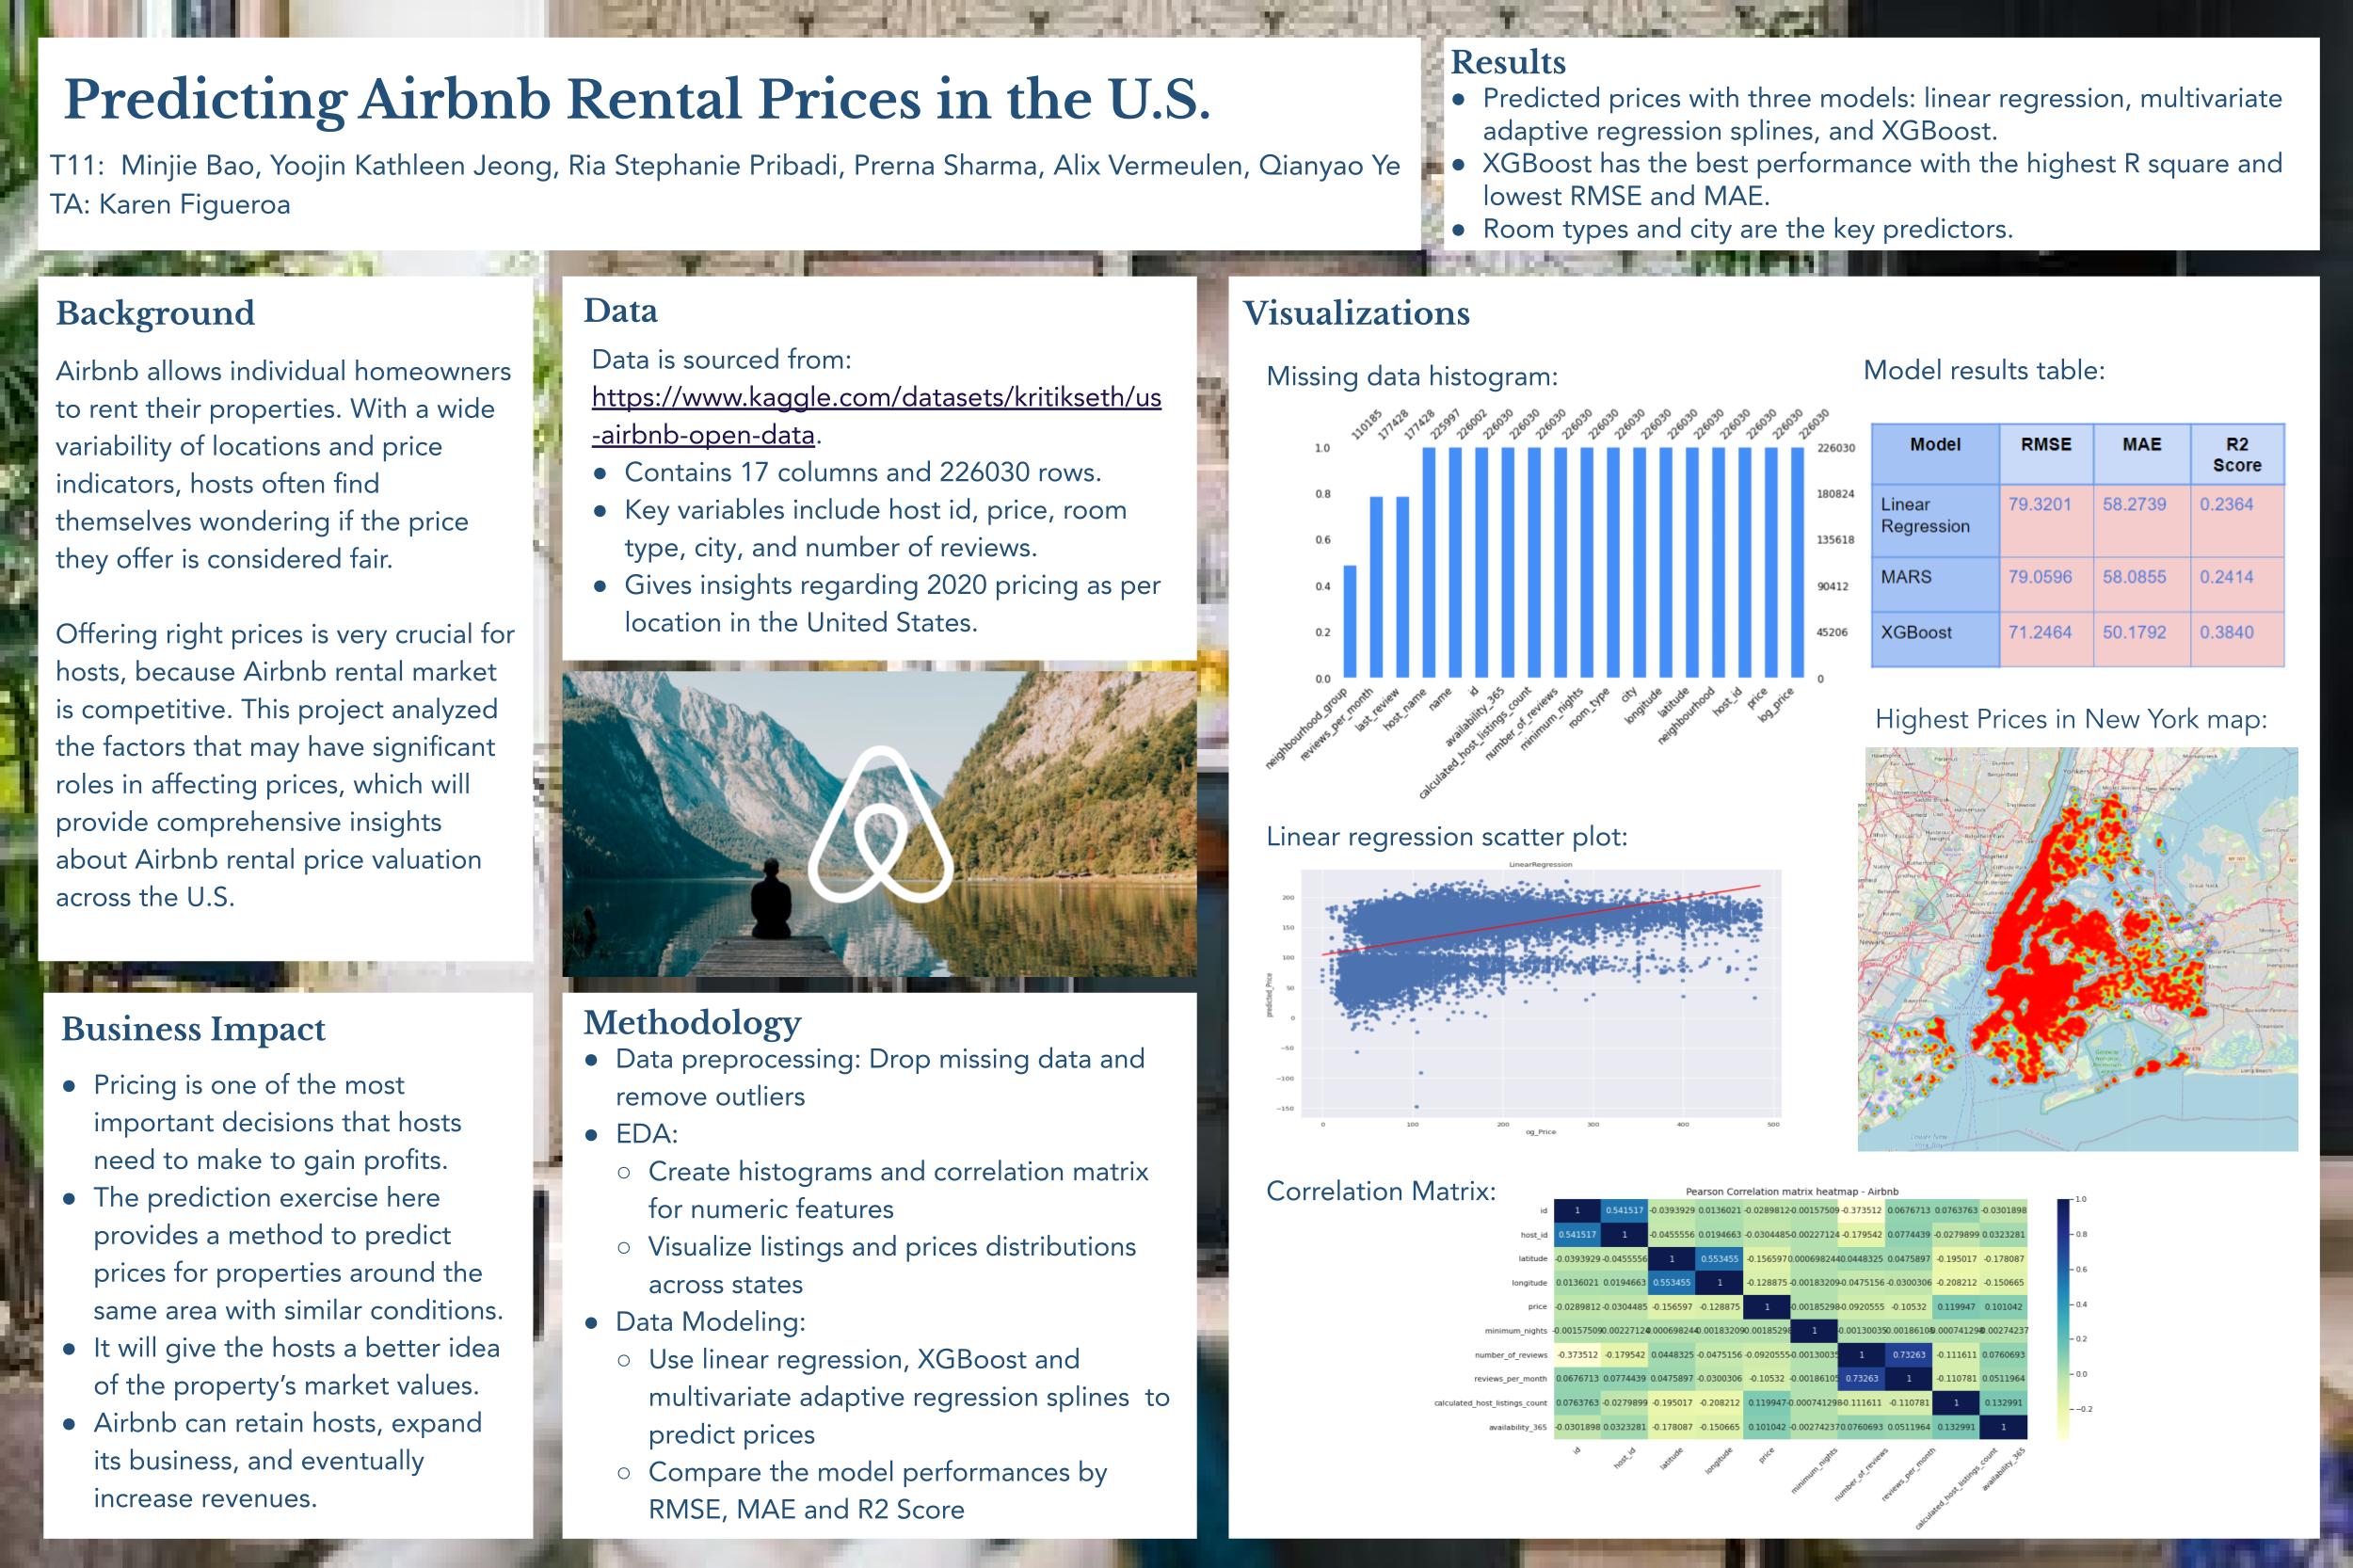 Predicting Airbnb Rental Prices in the U.S.
T11:  Minjie Bao, Yoojin Kathleen Jeong, Ria Stephanie Pribadi, Prerna Sharma, Alix Vermeulen, Qianyao Ye
TA: Karen Figueroa
Results
● Predicted prices with three models: linear regression, multivariate
adaptive regression splines, and XGBoost.
● XGBoost has the best performance with the highest R square and
lowest RMSE and MAE.
● Room types and city are the key predictors.
Background
Airbnb allows individual homeowners
to rent their properties. With a wide
variability of locations and price
indicators, hosts often find
themselves wondering if the price
they offer is considered fair.
Offering right prices is very crucial for
hosts, because Airbnb rental market
is competitive. This project analyzed
the factors that may have significant
roles in affecting prices, which will
provide comprehensive insights
about Airbnb rental price valuation
across the U.S.
Business Impact
● Pricing is one of the most
important decisions that hosts
need to make to gain profits.
● The prediction exercise here
provides a method to predict
prices for properties around the
same area with similar conditions.
● It will give the hosts a better idea
of the property’s market values.
● Airbnb can retain hosts, expand
its business, and eventually
increase revenues.
Data
Data is sourced from:
https://www.kaggle.com/datasets/kritikseth/us
-airbnb-open-data.
● Contains 17 columns and 226030 rows.
● Key variables include host id, price, room
type, city, and number of reviews.
● Gives insights regarding 2020 pricing as per
location in the United States.
Methodology
● Data preprocessing: Drop missing data and
remove outliers
● EDA:
○ Create histograms and correlation matrix
for numeric features
○ Visualize listings and prices distributions
across states
● Data Modeling:
○ Use linear regression, XGBoost and
multivariate adaptive regression splines  to
predict prices
○ Compare the model performances by
RMSE, MAE and R2 Score
Visualizations
Missing data histogram:
110185 177428 177428 225997 226002 226030 226030 226030 226030 226030 226030 226030 226030 226030 226030 226030 226030 226030
1.0 226030
0.8 180824
0.6 135618
0.4 90412
0.2 45206
0.0 0
neighbourhood_group reviews_per_month last_review host_name name id availability_365 calculated_host_listings_count number_of_reviews minimum_nights room_type city longitude latitude neighbourhood host_id price log_price
Model results table:
Model RMSE MAE R2 Score
Linear Regression 79.3201 58.2739 0.2364
MARS 79.0596 58.0855 0.2414
XGBoost 71.2464 50.1792 0.3840
Highest Prices in New York map:
Yonkers
Newark
Long Beach
Linear regression scatter plot:
LinearRegression
predicted_Price
200
150
100
50
0
−50
−100
−150
0 100 200 300 400 500
og_Price
Correlation Matrix:
Pearson Correlation matrix heatmap - Airbnb
id 1 0.541517 -0.0393929 0.0136021 -0.0289812 -0.00157509 -0.373512 0.0676713 0.0763763 -0.0301898
host_id 0.541517 1 -0.0455556 0.0194663 -0.0304485 -0.00227124 -0.179542 0.0774439 -0.0279899 0.0323281
latitude -0.0393929 -0.0455556 1 0.553455 -0.156597 0.000698244 0.0448325 0.0475897 -0.195017 -0.178087
longitude 0.0136021 0.0194663 0.553455 1 -0.128875 -0.00183209 -0.0475156 -0.0300306 -0.208212 -0.150665
price -0.0289812 -0.0304485 -0.156597 -0.128875 1 -0.00185298 -0.0920555 -0.10532 0.119947 0.101042
minimum_nights -0.00157509 -0.00227124 0.000698244 -0.00183209 -0.00185298 1 -0.00130035 -0.00186105 -0.000741298 -0.00274237
number_of_reviews -0.373512 -0.179542 0.0448325 -0.0475156 -0.0920555 -0.00130035 1 0.73263 -0.111611 0.0760693
reviews_per_month 0.0676713 0.0774439 0.0475897 -0.0300306 -0.10532 -0.00186105 0.73263 1 -0.110781 0.0511964
calculated_host_listings_count 0.0763763 -0.0279899 -0.195017 -0.208212 0.119947 -0.000741298 -0.111611 -0.110781 1 0.132991
availability_365 -0.0301898 0.0323281 -0.178087 -0.150665 0.101042 -0.00274237 0.0760693 0.0511964 0.132991 1
id host_id latitude longitude price minimum_nights number_of_reviews reviews_per_month calculated_host_listings_count availability_365
1.0
0.8
0.6
0.4
0.2
0.0
−0.2